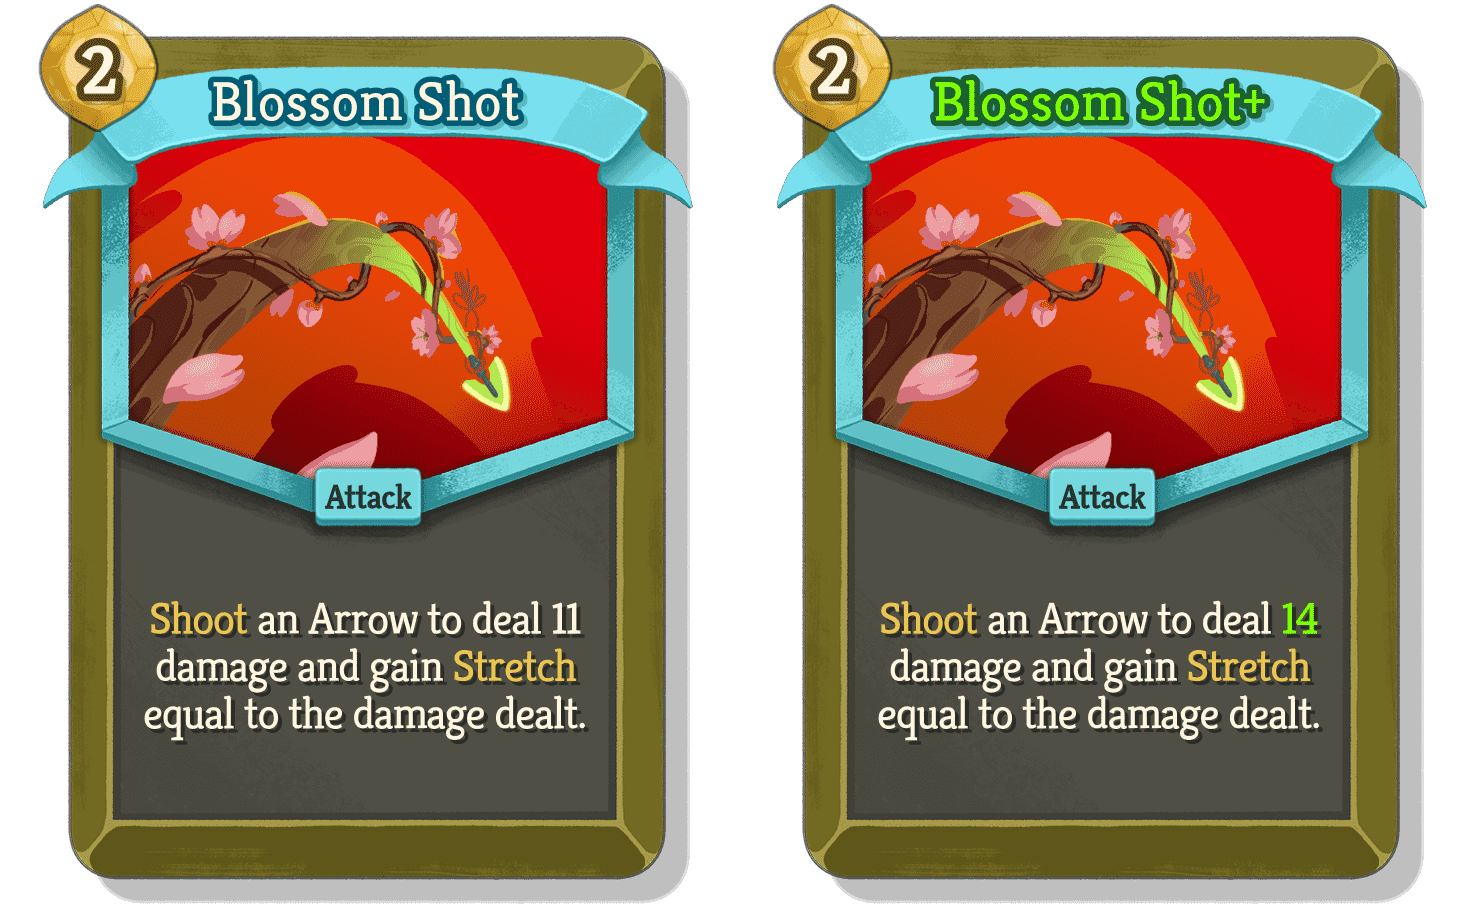 2
Blossom Shot
Attack
Shoot an Arrow to deal 11
damage and gain Stretch
equal to the damage dealt.
2
Blossom Shot+
Attack
Shoot an Arrow to deal 14
damage and gain Stretch
equal to the damage dealt.